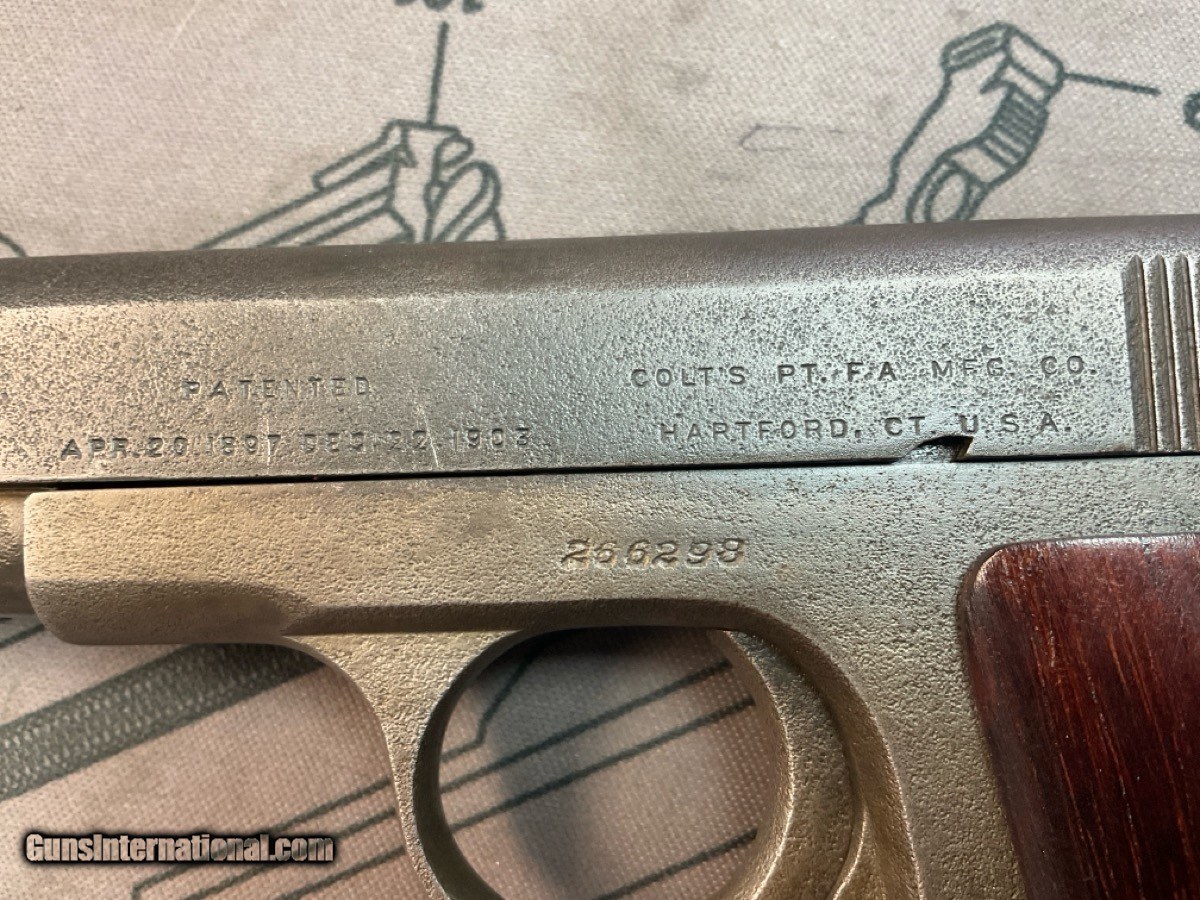 PATENTED
APR. 20. 1897 DEC. 22. 1903
COLT'S PT. F.A MFG. CO.
HARTFORD, CT. U.S.A.
266298
GunsInternational.com